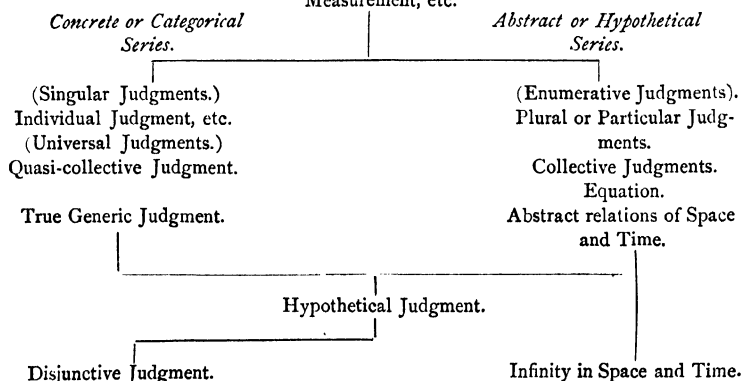 Measurement, etc.
Concrete or Categorical
Series.
Abstract or Hypothetical
Series.
(Singular Judgments.)
Individual Judgment, etc.
(Universal Judgments.)
Quasi-collective Judgment.
True Generic Judgment.
(Enumerative Judgments).
Plural or Particular Judg-
ments.
Collective Judgments.
Equation.
Abstract relations of Space
and Time.
Hypothetical Judgment.
Disjunctive Judgment.
Infinity in Space and Time.